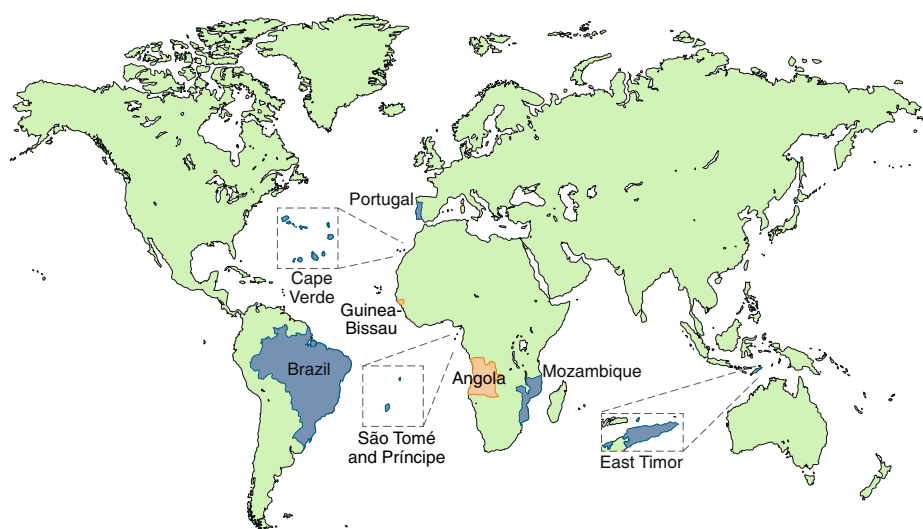 Portugal
Cape
Verde
Guinea-
Bissau
Brazil
Angola
Mozambique
São Tomé
and Príncipe
East Timor